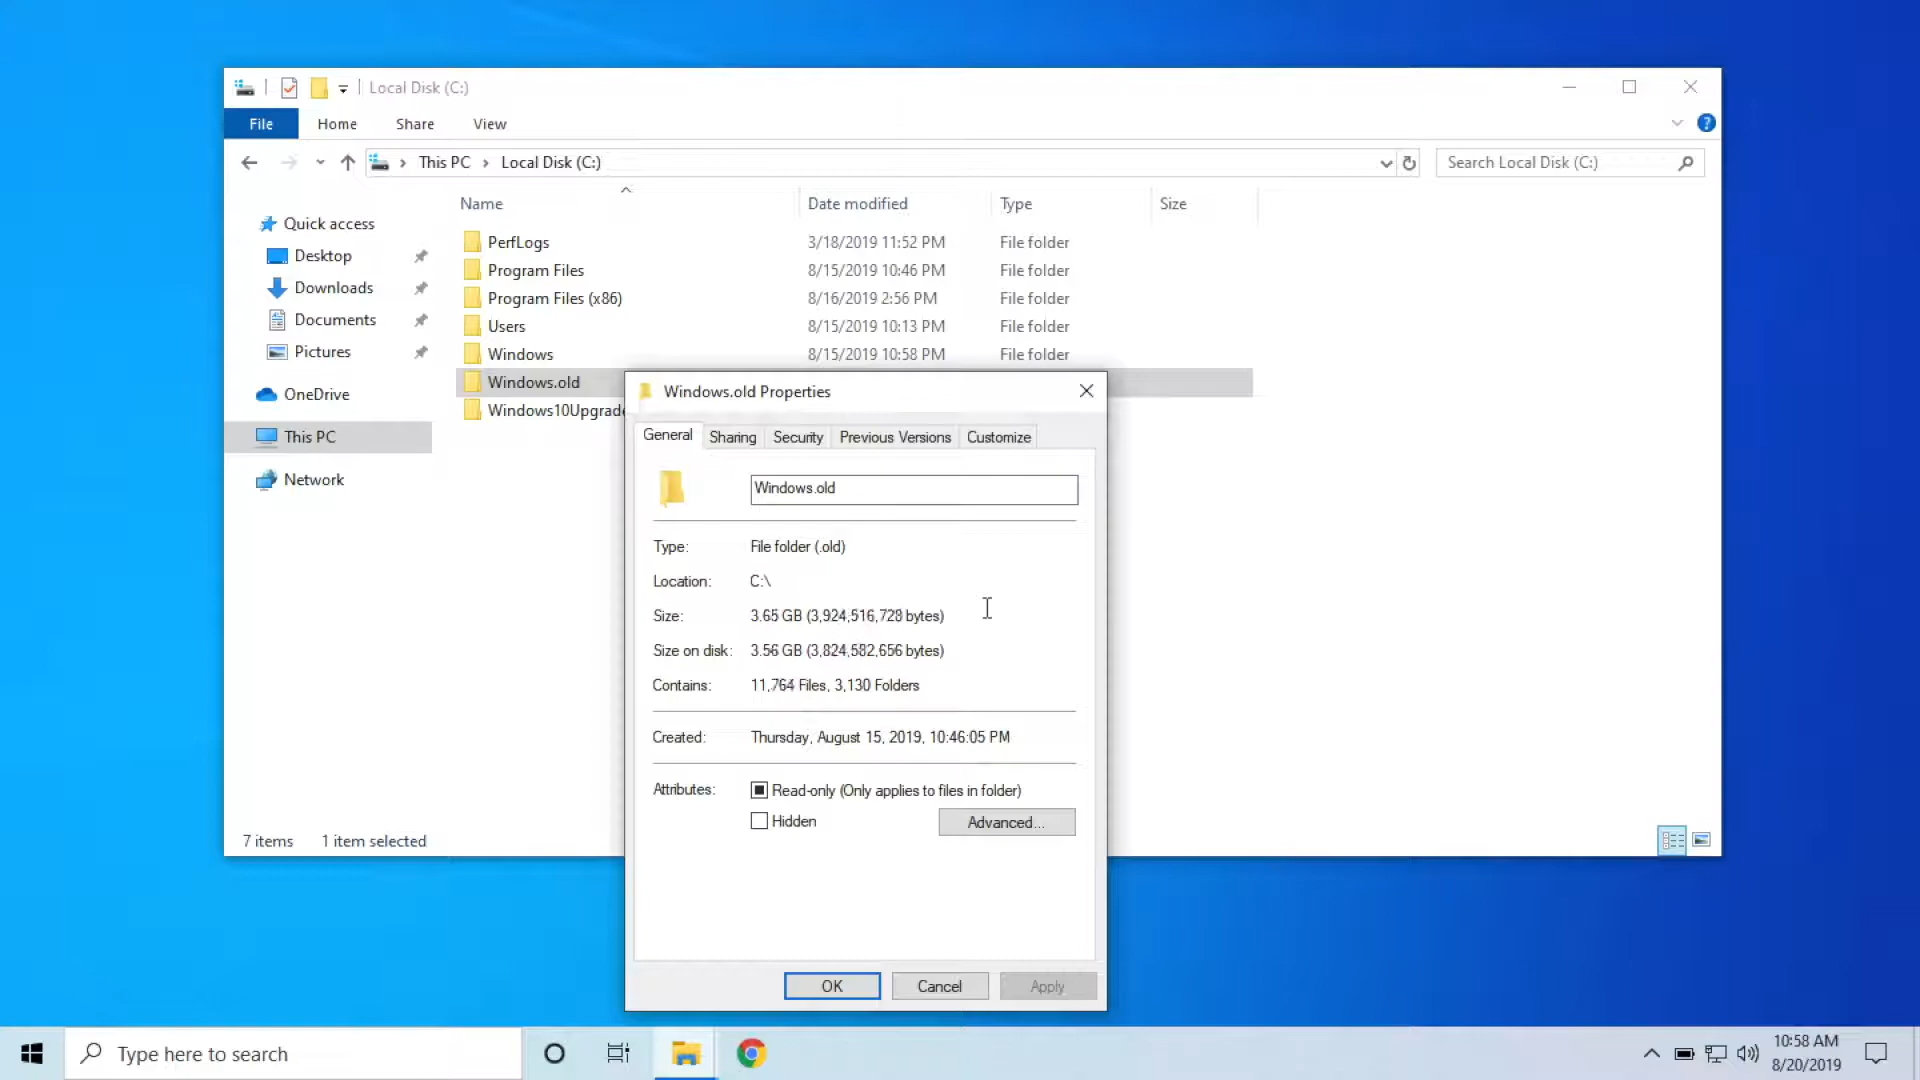 Local Disk (C:)
File Home Share View
This PC Local Disk (C:) Search Local Disk (C:)
Name Date modified Type Size
Quick access
Desktop
Downloads
Documents
Pictures
OneDrive
This PC
Network
PerfLogs 3/18/2019 11:52 PM File folder
Program Files 8/15/2019 10:46 PM File folder
Program Files (x86) 8/16/2019 2:56 PM File folder
Users 8/15/2019 10:13 PM File folder
Windows 8/15/2019 10:58 PM File folder
Windows.old
Windows10Upgrade
Windows.old Properties
General Sharing Security Previous Versions Customize
Windows.old
Type: File folder (.old)
Location: C:\
Size: 3.65 GB (3,924,516,728 bytes)
Size on disk: 3.56 GB (3,824,582,656 bytes)
Contains: 11,764 Files, 3,130 Folders
Created: Thursday, August 15, 2019, 10:46:05 PM
Attributes: Read-only (Only applies to files in folder)
Hidden Advanced...
OK Cancel Apply
7 items 1 item selected
Type here to search
10:58 AM
8/20/2019